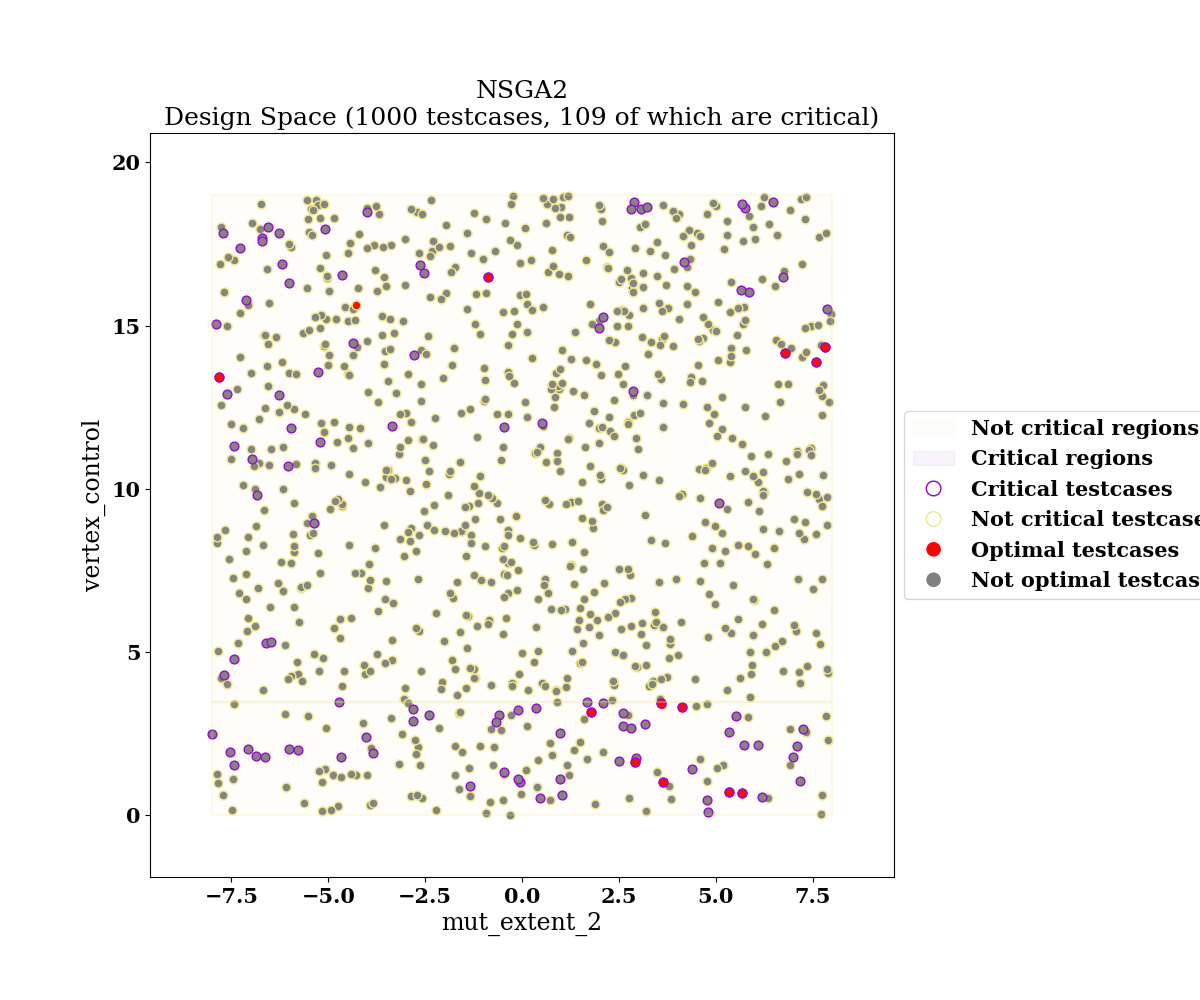 NSGA2
Design Space (1000 testcases, 109 of which are critical)
20
15
10
5
0
vertex_control
−7.5
−5.0
−2.5
0.0
2.5
5.0
7.5
mut_extent_2
Not critical regions
Critical regions
Critical testcases
Not critical testcase
Optimal testcases
Not optimal testcas